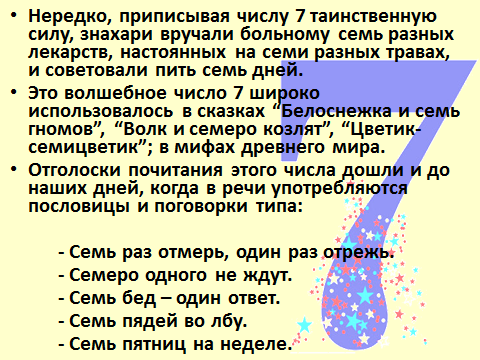 • Нередко, приписывая числу 7 таинственную
силу, знахари вручали больному семь разных
лекарств, настоянных на семи разных травах,
и советовали пить семь дней.
• Это волшебное число 7 широко
использовалось в сказках “Белоснежка и семь
гномов”, “Волк и семеро козлят”, “Цветик-
семицветик”; в мифах древнего мира.
• Отголоски почитания этого числа дошли и до
наших дней, когда в речи употребляются
пословицы и поговорки типа:
- Семь раз отмерь, один раз отрежь.
- Семеро одного не ждут.
- Семь бед – один ответ.
- Семь пядей во лбу.
- Семь пятниц на неделе.
7